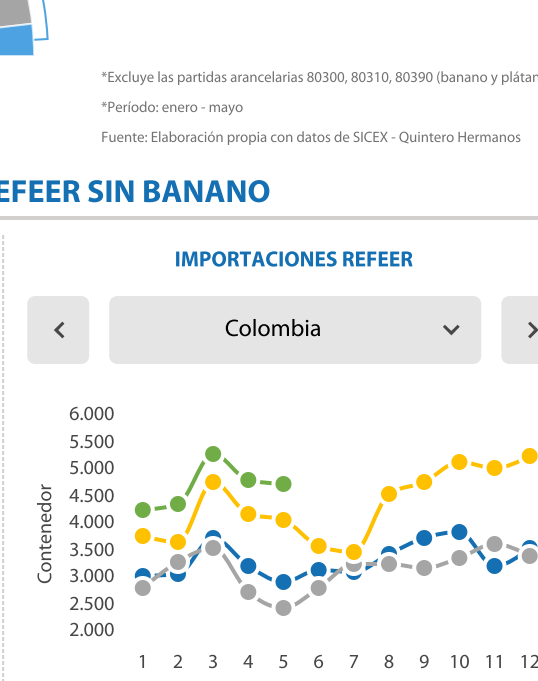 *Excluye las partidas arancelarias 80300, 80310, 80390 (banano y plátan
*Período: enero - mayo
Fuente: Elaboración propia con datos de SICEX - Quintero Hermanos
EFEER SIN BANANO
IMPORTACIONES REFEER
Colombia
6.000
5.500
5.000
4.500
4.000
3.500
3.000
2.500
2.000
Contenedor
1 2 3 4 5 6 7 8 9 10 11 12